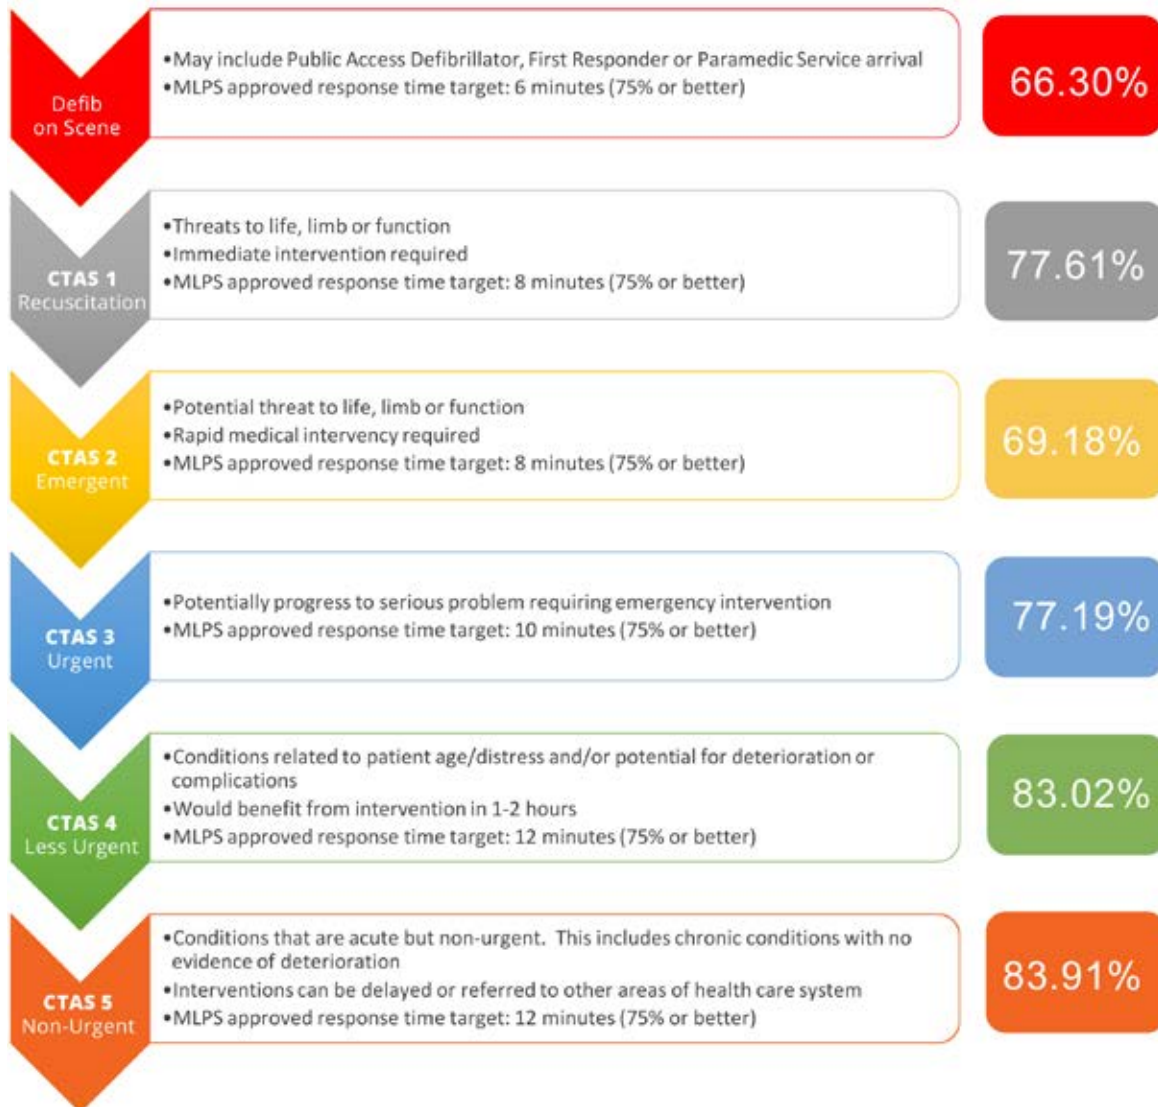 Defib
on Scene
•May include Public Access Defibrillator, First Responder or Paramedic Service arrival
•MLPS approved response time target: 6 minutes (75% or better)
66.30%
CTAS 1
Recuscitation
•Threats to life, limb or function
•Immediate intervention required
•MLPS approved response time target: 8 minutes (75% or better)
77.61%
CTAS 2
Emergent
•Potential threat to life, limb or function
•Rapid medical intervency required
•MLPS approved response time target: 8 minutes (75% or better)
69.18%
CTAS 3
Urgent
•Potentially progress to serious problem requiring emergency intervention
•MLPS approved response time target: 10 minutes (75% or better)
77.19%
CTAS 4
Less Urgent
•Conditions related to patient age/distress and/or potential for deterioration or
complications
•Would benefit from intervention in 1-2 hours
•MLPS approved response time target: 12 minutes (75% or better)
83.02%
CTAS 5
Non-Urgent
•Conditions that are acute but non-urgent.  This includes chronic conditions with no
evidence of deterioration
•Interventions can be delayed or referred to other areas of health care system
•MLPS approved response time target: 12 minutes (75% or better)
83.91%